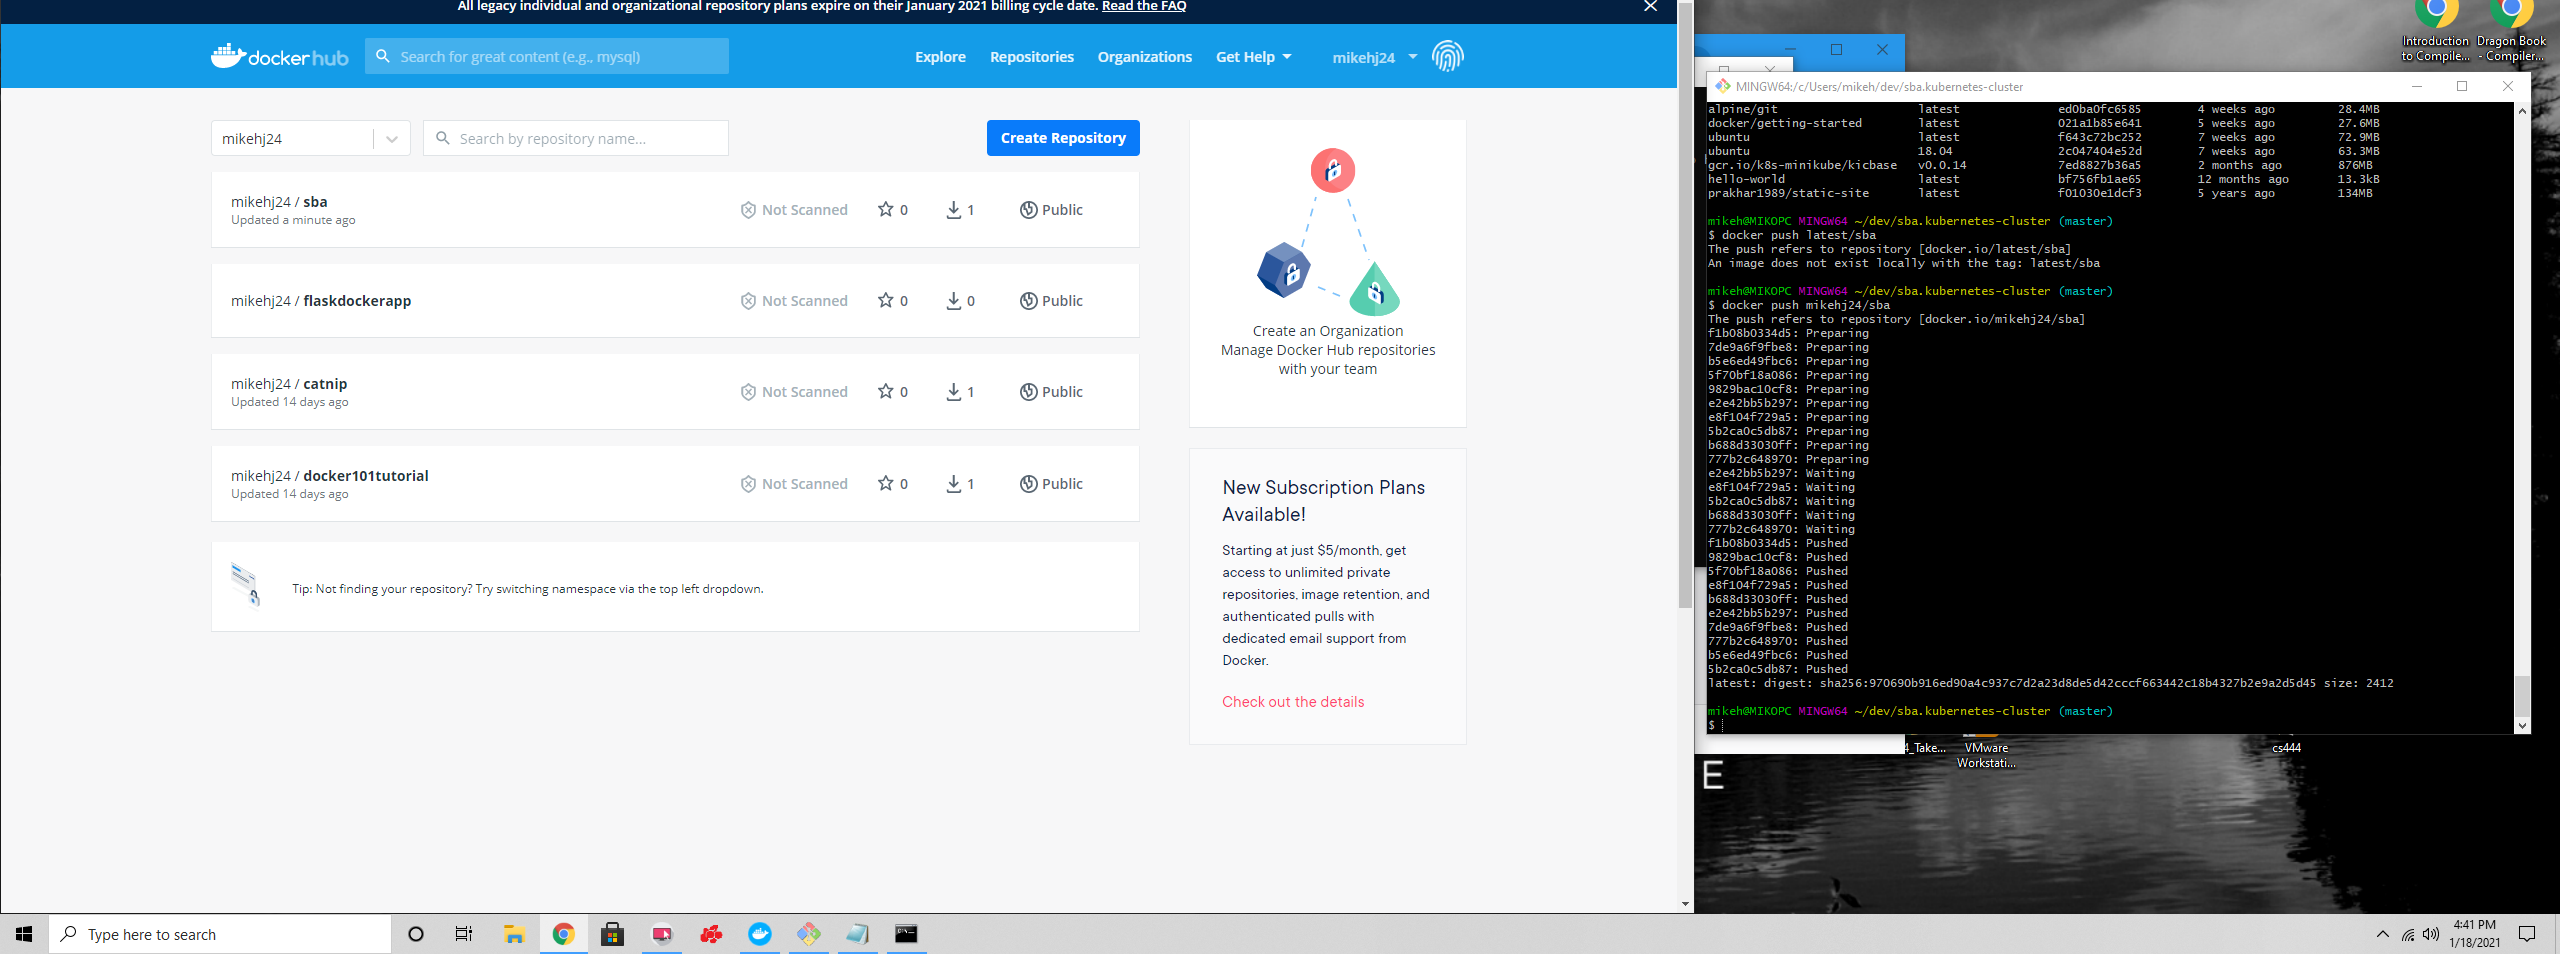 All legacy individual and organizational repository plans expire on their January 2021 billing cycle date. Read the FAQ
docker hub
Search for great content (e.g., mysql)
Explore
Repositories
Organizations
Get Help
mikehj24
mikehj24
Search by repository name...
Create Repository
mikehj24 / sba
Updated a minute ago
Not Scanned
0
1
Public
mikehj24 / flaskdockerapp
Not Scanned
0
0
Public
mikehj24 / catnip
Updated 14 days ago
Not Scanned
0
1
Public
mikehj24 / docker101tutorial
Updated 14 days ago
Not Scanned
0
1
Public
Tip: Not finding your repository? Try switching namespace via the top left dropdown.
Create an Organization
Manage Docker Hub repositories
with your team
New Subscription Plans
Available!
Starting at just $5/month, get
access to unlimited private
repositories, image retention, and
authenticated pulls with
dedicated email support from
Docker.
Check out the details
Introduction
to Compile...
Dragon Book
- Compiler...
MINGW64:/c/Users/mikeh/dev/sba.kubernetes-cluster
alpine/git latest ed0ba0fc6585 4 weeks ago 28.4MB
docker/getting-started latest 021a1b85e641 5 weeks ago 27.6MB
ubuntu latest f643c72bc252 7 weeks ago 72.9MB
ubuntu 18.04 2c047404e52d 7 weeks ago 63.3MB
gcr.io/k8s-minikube/kicbase v0.0.14 7ed8827b36a5 2 months ago 876MB
hello-world latest bf756fb1ae65 12 months ago 13.3kB
prakhar1989/static-site latest f01030e1dcf3 5 years ago 134MB
mikeh@MIKOPC MINGW64 ~/dev/sba.kubernetes-cluster (master)
$ docker push latest/sba
The push refers to repository [docker.io/latest/sba]
An image does not exist locally with the tag: latest/sba
mikeh@MIKOPC MINGW64 ~/dev/sba.kubernetes-cluster (master)
$ docker push mikehj24/sba
The push refers to repository [docker.io/mikehj24/sba]
f1b08b0334d5: Preparing
7de9a6f9fbe8: Preparing
b5e6ed49fbc6: Preparing
5f70bf18a086: Preparing
9829bac10cf8: Preparing
e2e42bb5b297: Preparing
e8f104f729a5: Preparing
5b2ca0c5db87: Preparing
b688d33030ff: Preparing
777b2c648970: Preparing
e2e42bb5b297: Waiting
e8f104f729a5: Waiting
5b2ca0c5db87: Waiting
b688d33030ff: Waiting
777b2c648970: Waiting
f1b08b0334d5: Pushed
9829bac10cf8: Pushed
5f70bf18a086: Pushed
e8f104f729a5: Pushed
b688d33030ff: Pushed
e2e42bb5b297: Pushed
7de9a6f9fbe8: Pushed
777b2c648970: Pushed
b5e6ed49fbc6: Pushed
5b2ca0c5db87: Pushed
latest: digest: sha256:970690b916ed90a4c937c7d2a23d8de5d42cccf663442c18b4327b2e9a2d5d45 size: 2412
mikeh@MIKOPC MINGW64 ~/dev/sba.kubernetes-cluster (master)
$
4_Take...
VMware
Workstati...
cs444
E
Type here to search
4:41 PM
1/18/2021